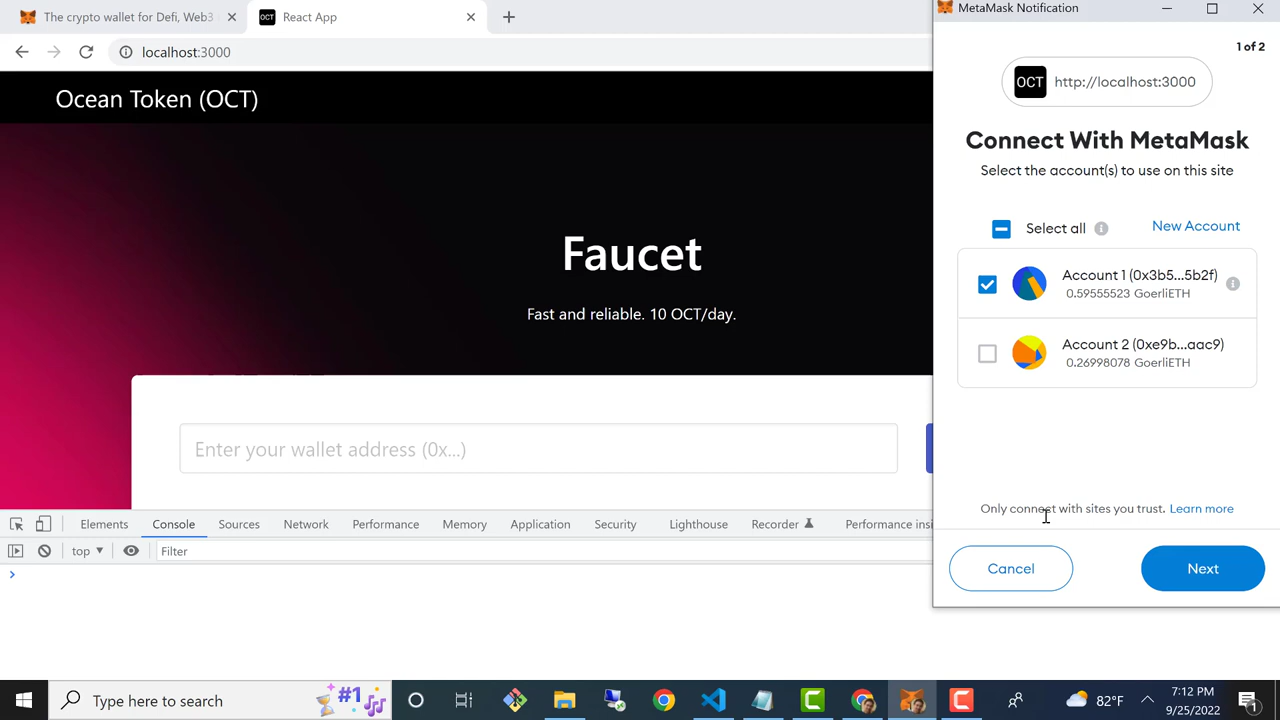 The crypto wallet for Defi, Web3
OCT
React App
localhost:3000
Ocean Token (OCT)
Faucet
Fast and reliable. 10 OCT/day.
Enter your wallet address (0x...)
Elements
Console
Sources
Network
Performance
Memory
Application
Security
Lighthouse
Recorder
Performance insi
top
Filter
MetaMask Notification
1 of 2
OCT
http://localhost:3000
Connect With MetaMask
Select the account(s) to use on this site
Select all
New Account
Account 1 (0x3b5...5b2f)
0.59555523 GoerliETH
Account 2 (0xe9b...aac9)
0.26998078 GoerliETH
Only connect with sites you trust. Learn more
Cancel
Next
Type here to search
#1
82°F
7:12 PM
9/25/2022
1